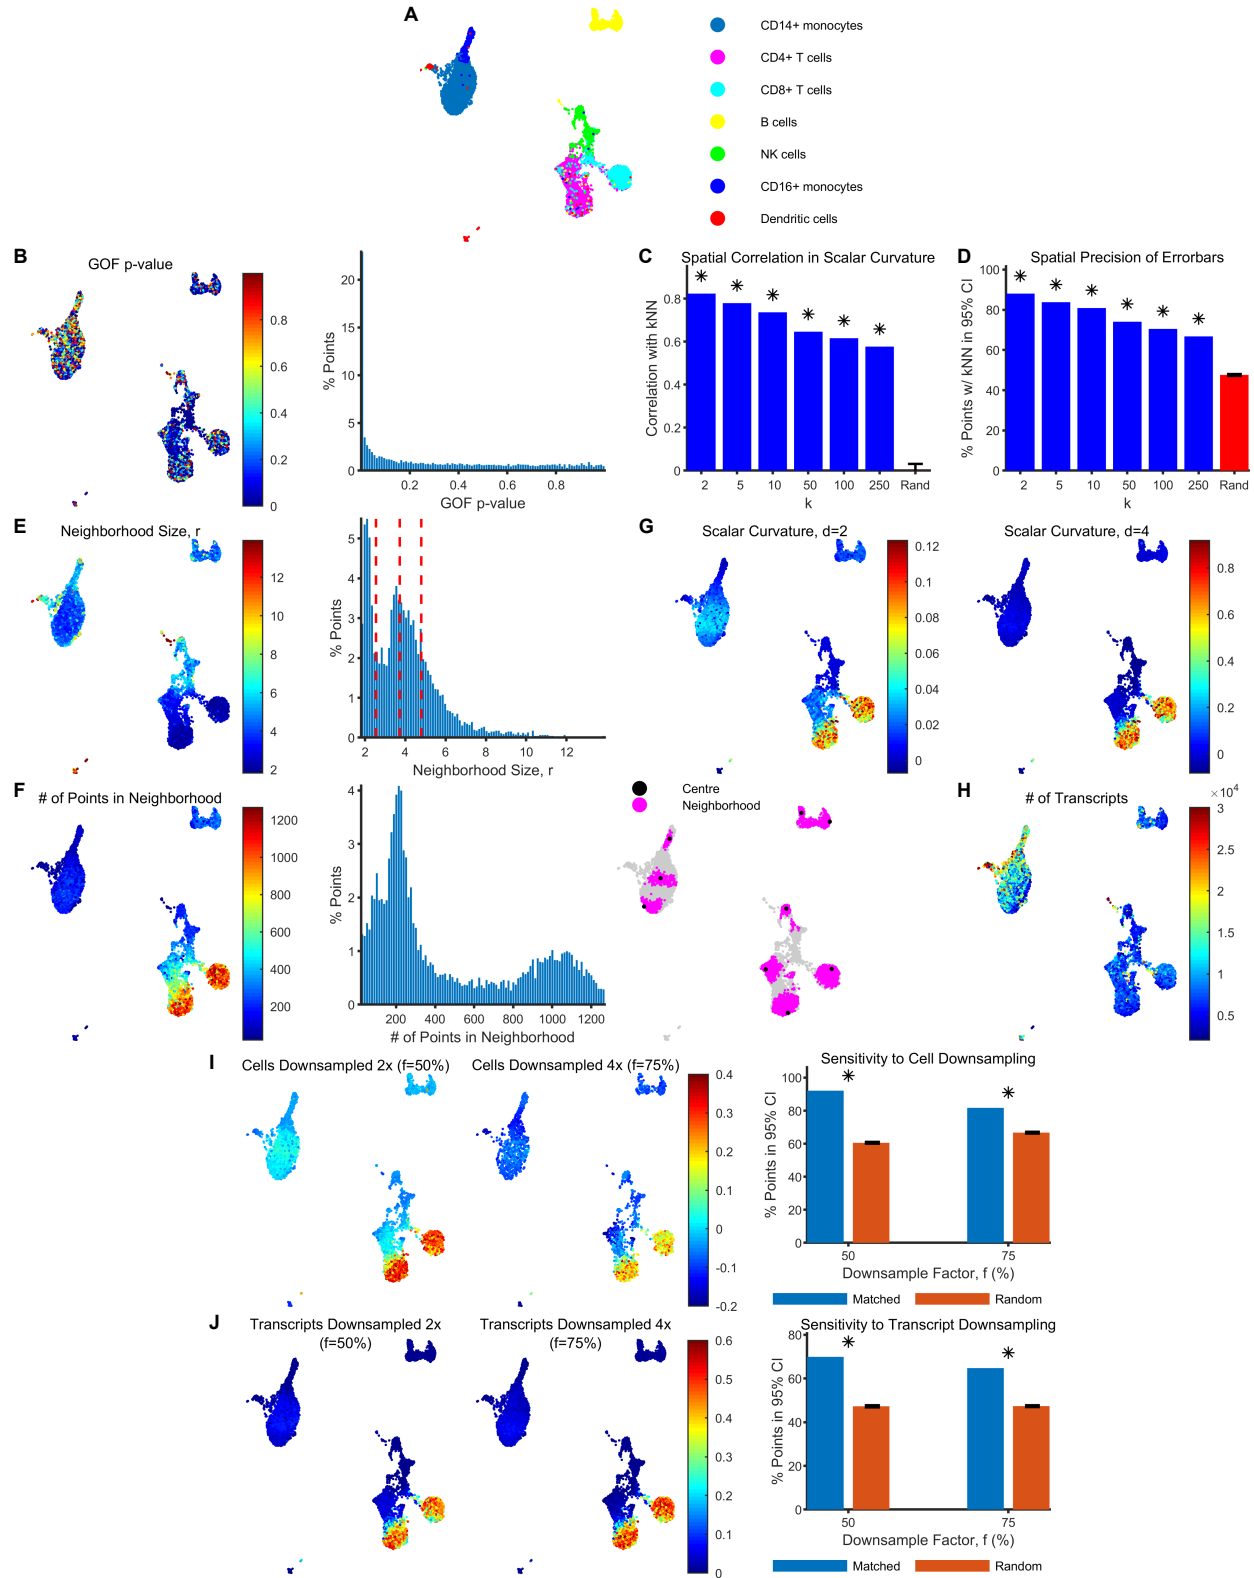 A
CD14+ monocytes
CD4+ T cells
CD8+ T cells
B cells
NK cells
CD16+ monocytes
Dendritic cells
B
GOF p-value
0.8
0.6
0.4
0.2
0
% Points
20
15
10
5
0
0.2 0.4 0.6 0.8
GOF p-value
C
Spatial Correlation in Scalar Curvature
Correlation with kNN
0.8
0.6
0.4
0.2
0
2 5 10 50 100 250 Rand
k
D
Spatial Precision of Errorbars
% Points w/ kNN in 95% CI
100
80
60
40
20
0
2 5 10 50 100 250 Rand
k
E
Neighborhood Size, r
12
10
8
6
4
2
% Points
5
4
3
2
1
0
2 4 6 8 10 12
Neighborhood Size, r
G
Scalar Curvature, d=2
0.12
0.1
0.08
0.06
0.04
0.02
0
Scalar Curvature, d=4
0.8
0.6
0.4
0.2
0
F
# of Points in Neighborhood
1200
1000
800
600
400
200
% Points
4
3
2
1
0
200 400 600 800 1000 1200
# of Points in Neighborhood
Centre
Neighborhood
H
# of Transcripts
×10⁴
3
2.5
2
1.5
1
0.5
I
Cells Downsampled 2x (f=50%)
Cells Downsampled 4x (f=75%)
0.4
0.3
0.2
0.1
0
-0.1
-0.2
Sensitivity to Cell Downsampling
% Points in 95% CI
100
80
60
40
20
0
50 75
Downsample Factor, f (%)
Matched Random
J
Transcripts Downsampled 2x
(f=50%)
Transcripts Downsampled 4x
(f=75%)
0.6
0.5
0.4
0.3
0.2
0.1
0
Sensitivity to Transcript Downsampling
% Points in 95% CI
80
60
40
20
0
50 75
Downsample Factor, f (%)
Matched Random